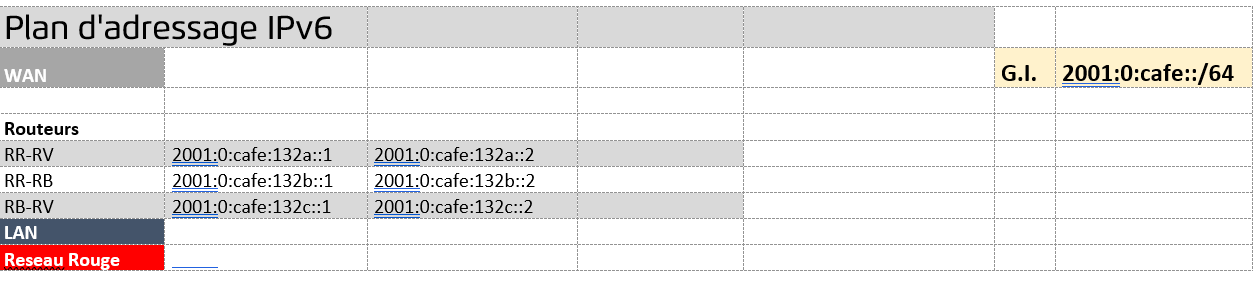 Plan d'adressage IPv6
WAN G.I. 2001:0:cafe::/64
Routeurs
RR-RV 2001:0:cafe:132a::1 2001:0:cafe:132a::2
RR-RB 2001:0:cafe:132b::1 2001:0:cafe:132b::2
RB-RV 2001:0:cafe:132c::1 2001:0:cafe:132c::2
LAN
Reseau Rouge